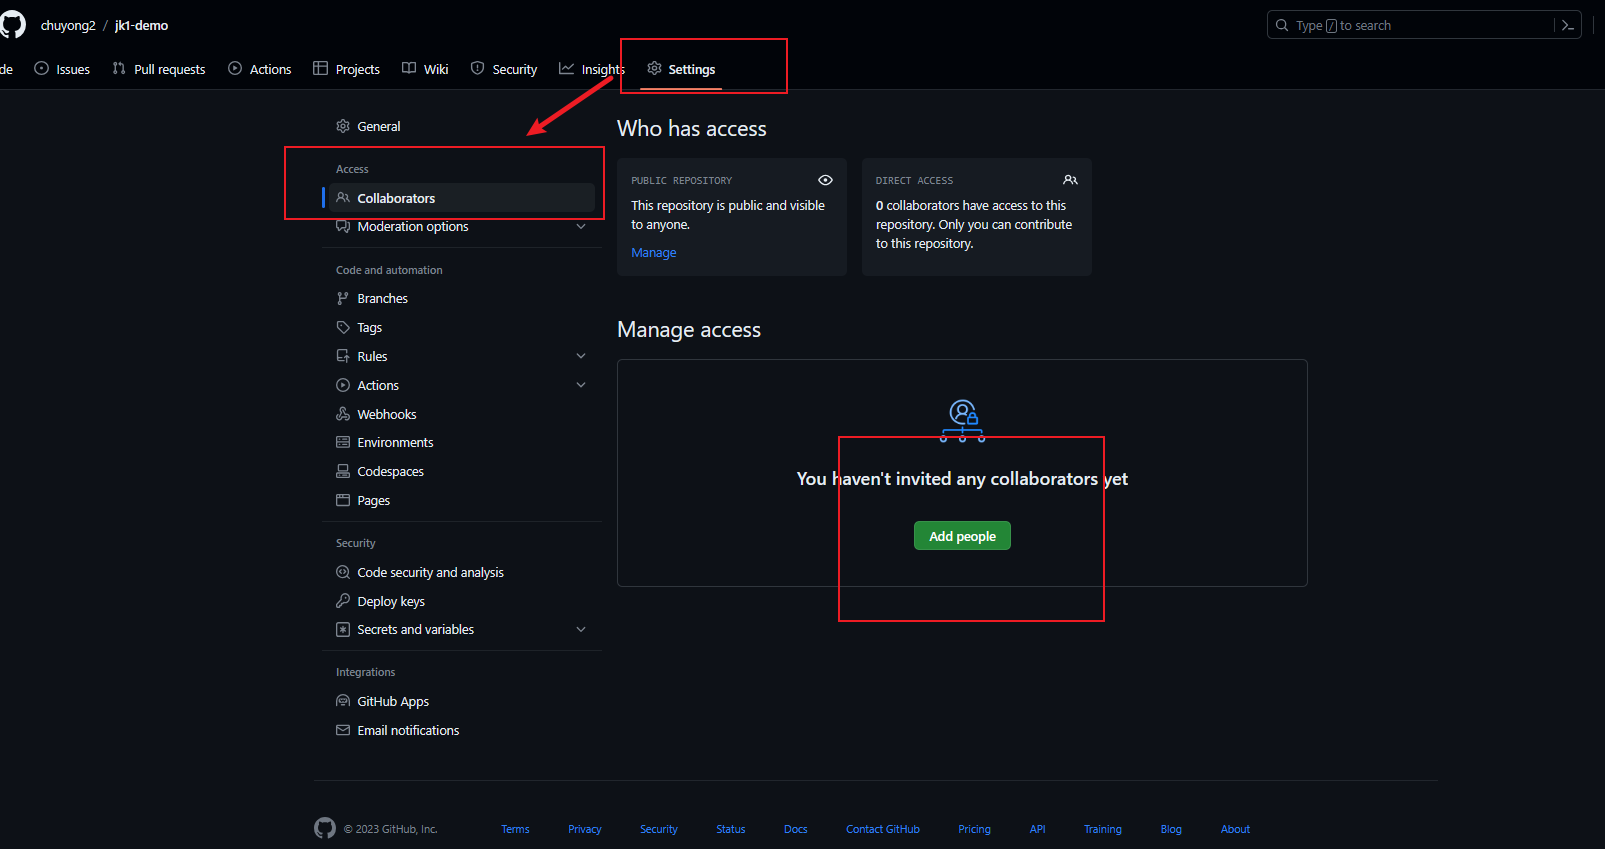 chuyong2 / jk1-demo
Type / to search
de Issues Pull requests Actions Projects Wiki Security Insights Settings
General
Access
Collaborators
Moderation options
Code and automation
Branches
Tags
Rules
Actions
Webhooks
Environments
Codespaces
Pages
Security
Code security and analysis
Deploy keys
Secrets and variables
Integrations
GitHub Apps
Email notifications
Who has access
PUBLIC REPOSITORY
This repository is public and visible
to anyone.
Manage
DIRECT ACCESS
0 collaborators have access to this
repository. Only you can contribute
to this repository.
Manage access
You haven't invited any collaborators yet
Add people
© 2023 GitHub, Inc. Terms Privacy Security Status Docs Contact GitHub Pricing API Training Blog About